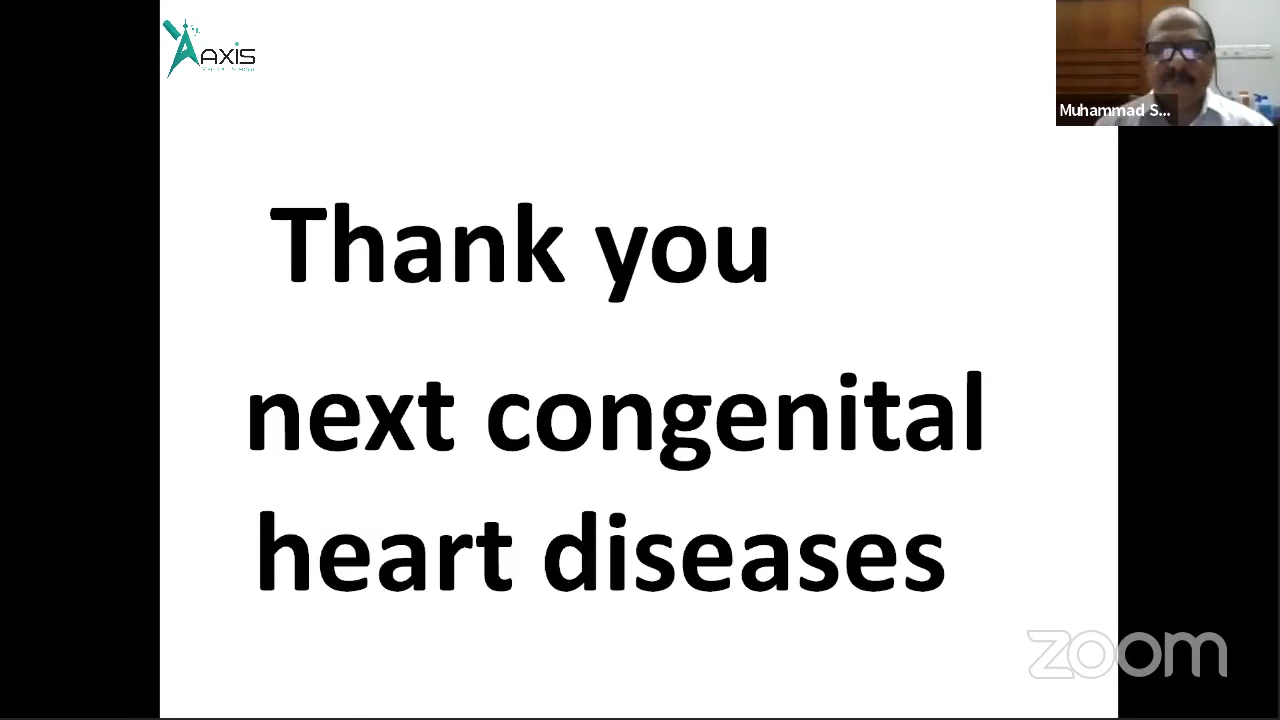 AXIS
Muhammad S...
Thank you
next congenital
heart diseases
zoom